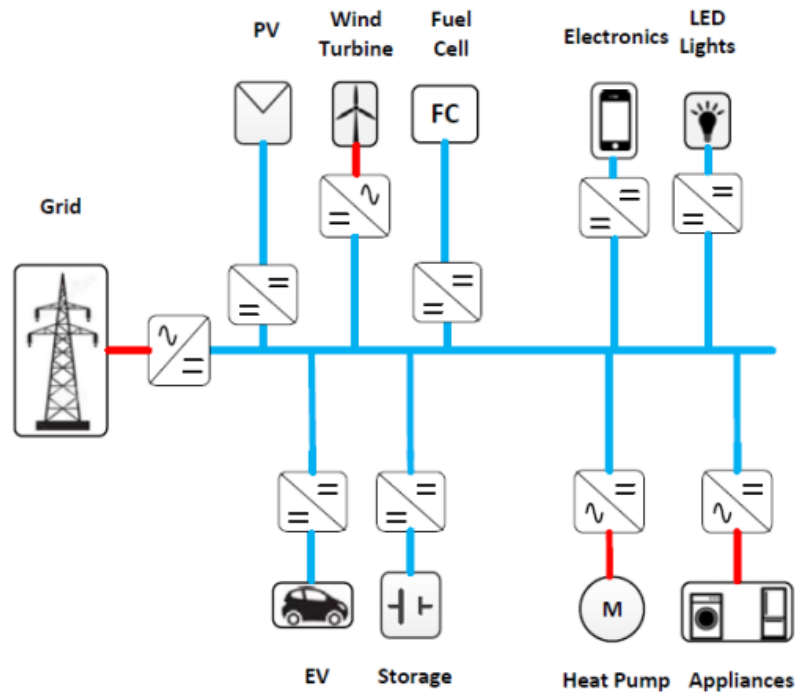 PV
Wind
Turbine
Fuel
Cell
Electronics
LED
Lights
FC
Grid
M
EV
Storage
Heat Pump
Appliances